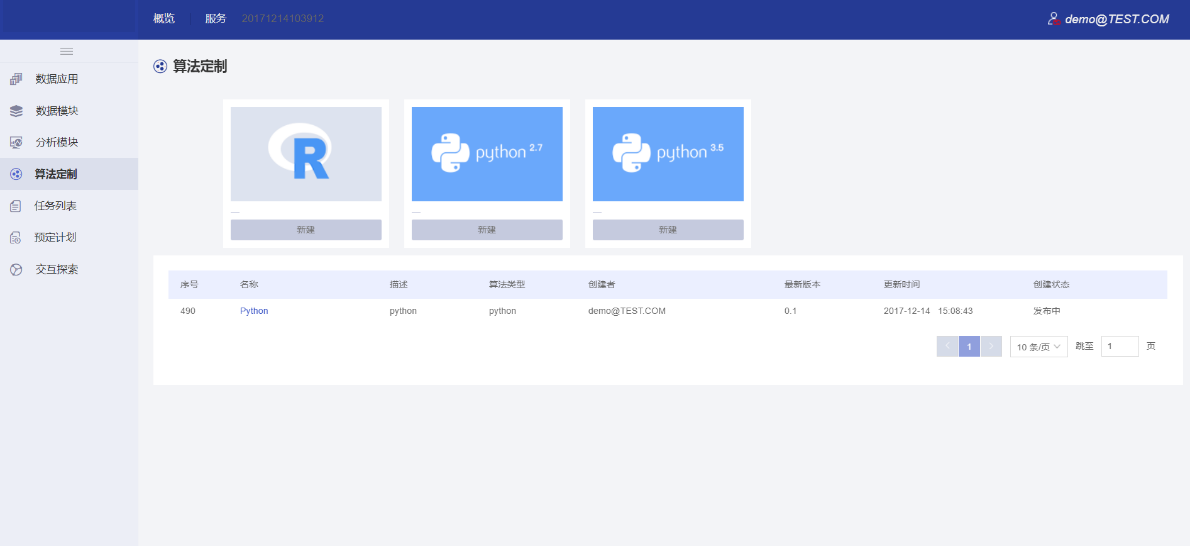 概览 服务 20171214103912 demo@TEST.COM
数据应用
数据模块
分析模块
算法定制
任务列表
预定计划
交互探索
算法定制
R
python 2.7
python 3.5
新建 新建 新建
序号 名称 描述 算法类型 创建者 最新版本 更新时间 创建状态
490 Python python python demo@TEST.COM 0.1 2017-12-14 15:08:43 发布中
< 1 > 10 条/页 跳至 1 页